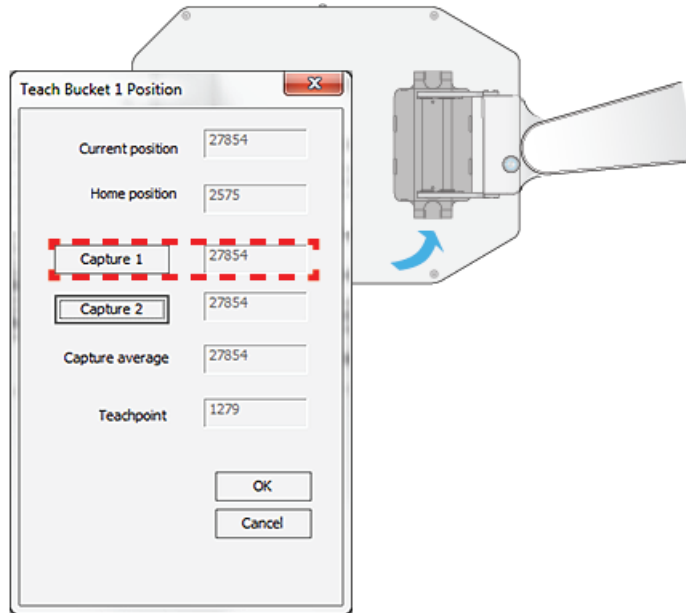 Teach Bucket 1 Position
Current position 27854
Home position 2575
Capture 1 27854
Capture 2 27854
Capture average 27854
Teachpoint 1279
OK
Cancel